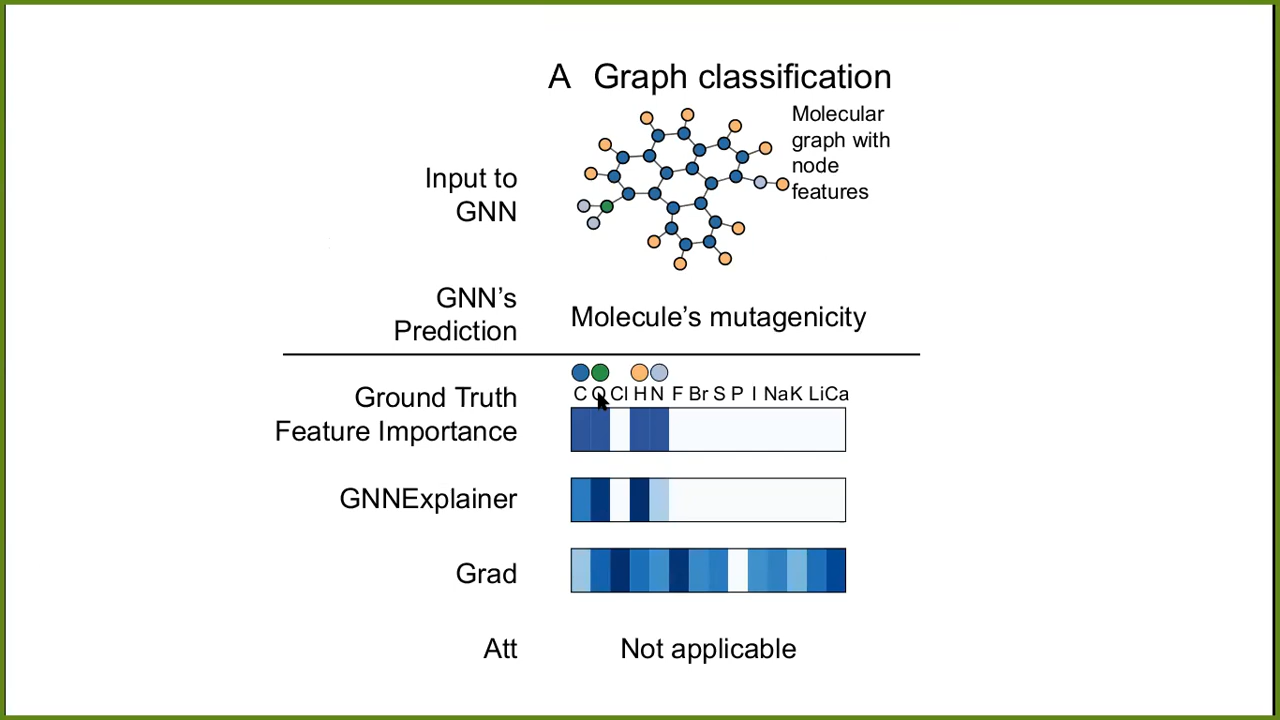 A Graph classification
Molecular
graph with
node
features
Input to
GNN
GNN's
Prediction
Molecule's mutagenicity
C O Cl H N F Br S P I Na K Li Ca
Ground Truth
Feature Importance
GNNExplainer
Grad
Att
Not applicable